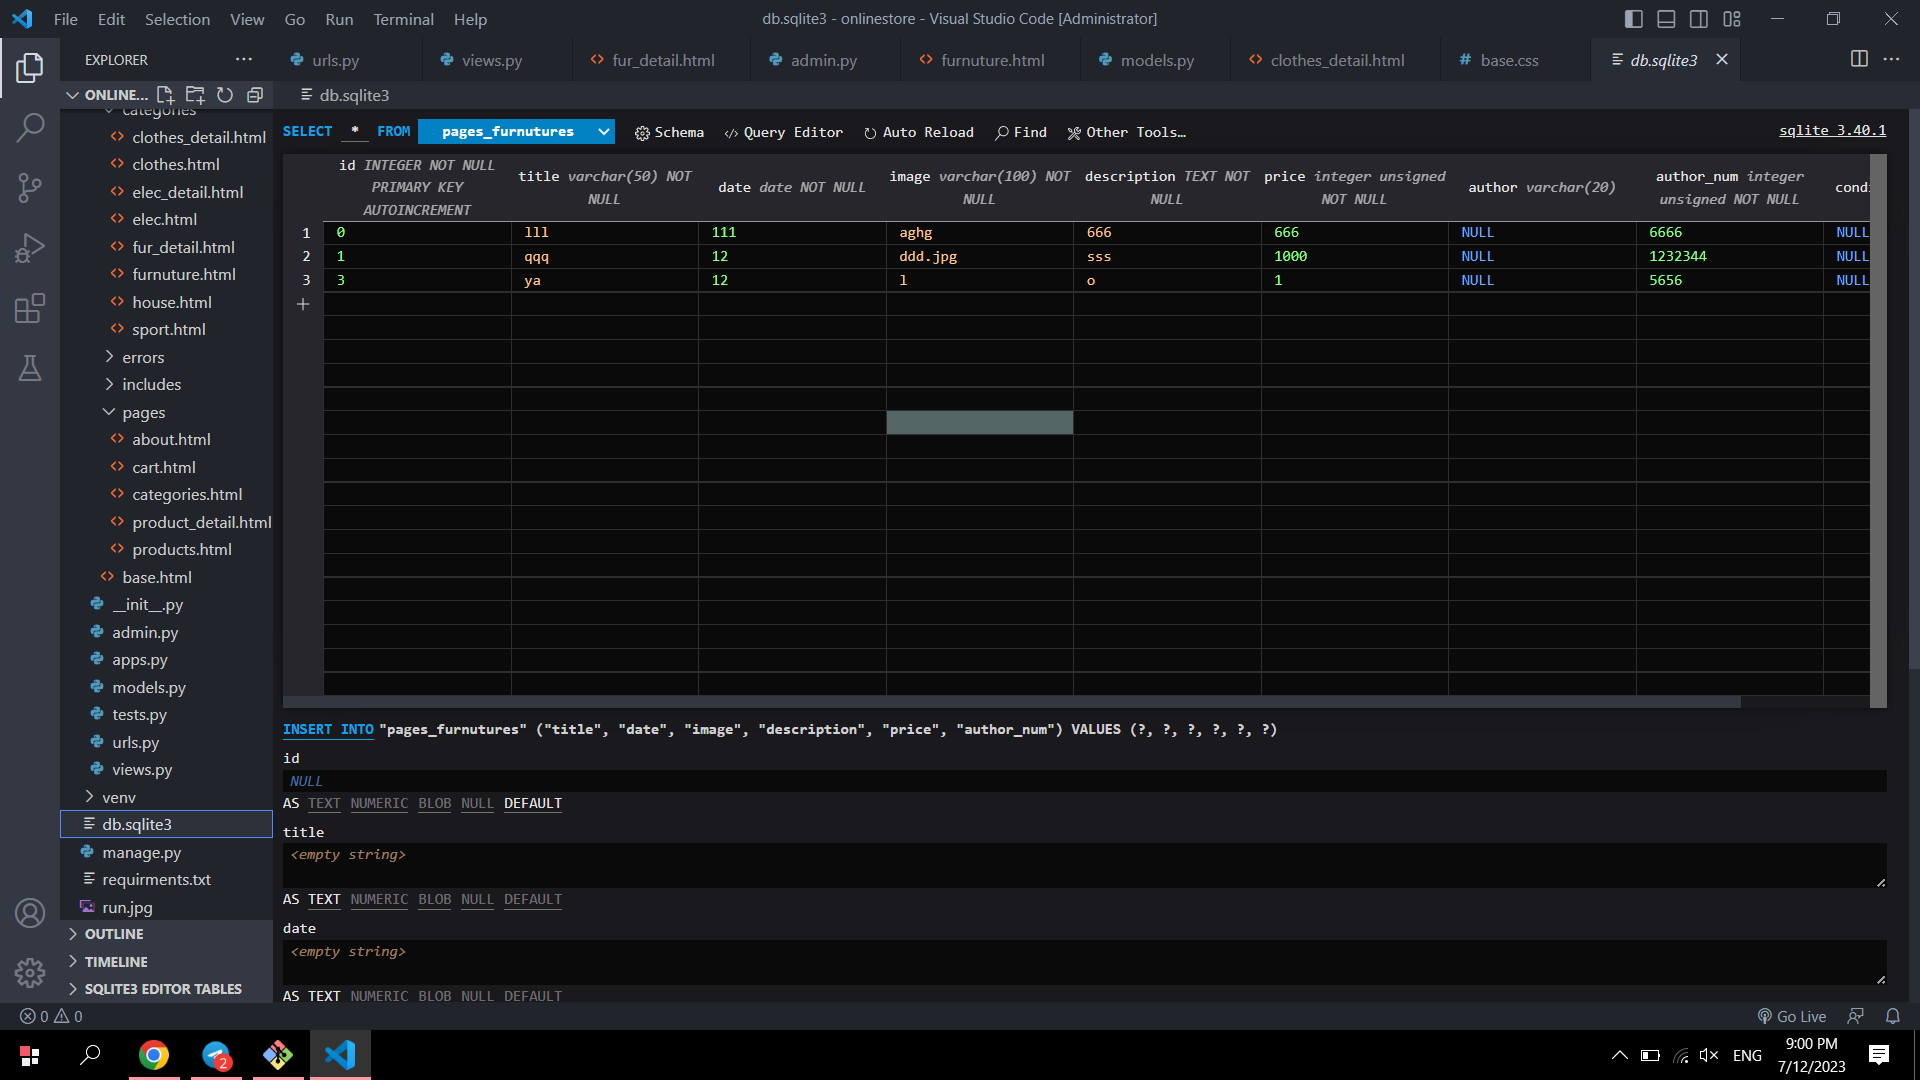 File Edit Selection View Go Run Terminal Help
db.sqlite3 - onlinestore - Visual Studio Code [Administrator]
EXPLORER
urls.py
views.py
fur_detail.html
admin.py
furnuture.html
models.py
clothes_detail.html
# base.css
db.sqlite3
ONLINE...
db.sqlite3
categories
clothes_detail.html
clothes.html
elec_detail.html
elec.html
fur_detail.html
furnuture.html
house.html
sport.html
errors
includes
pages
about.html
cart.html
categories.html
product_detail.html
products.html
base.html
__init__.py
admin.py
apps.py
models.py
tests.py
urls.py
views.py
venv
db.sqlite3
manage.py
requirments.txt
run.jpg
OUTLINE
TIMELINE
SQLITE3 EDITOR TABLES
SELECT * FROM pages_furnutures Schema Query Editor Auto Reload Find Other Tools… sqlite 3.40.1
id INTEGER NOT NULL PRIMARY KEY AUTOINCREMENT
title varchar(50) NOT NULL
date date NOT NULL
image varchar(100) NOT NULL
description TEXT NOT NULL
price integer unsigned NOT NULL
author varchar(20)
author_num integer unsigned NOT NULL
condi
1 0 lll 111 aghg 666 666 NULL 6666 NULL
2 1 qqq 12 ddd.jpg sss 1000 NULL 1232344 NULL
3 3 ya 12 l o 1 NULL 5656 NULL
+
INSERT INTO "pages_furnutures" ("title", "date", "image", "description", "price", "author_num") VALUES (?, ?, ?, ?, ?, ?)
id
NULL
AS TEXT NUMERIC BLOB NULL DEFAULT
title
<empty string>
AS TEXT NUMERIC BLOB NULL DEFAULT
date
<empty string>
AS TEXT NUMERIC BLOB NULL DEFAULT
0 0
Go Live
2
ENG
9:00 PM
7/12/2023